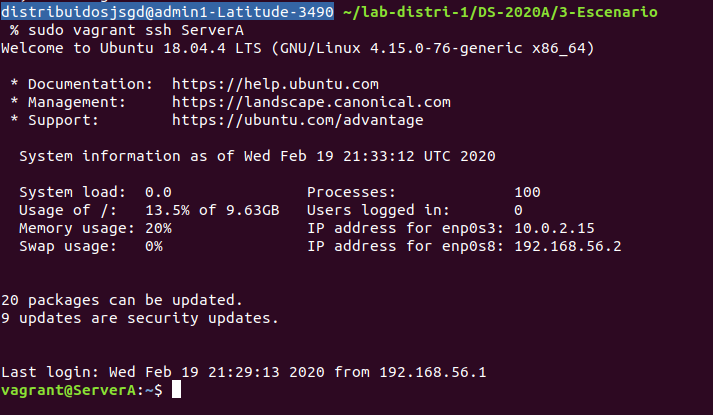 distribuidosjsgd@admin1-Latitude-3490 ~/lab-distri-1/DS-2020A/3-Escenario
% sudo vagrant ssh ServerA
Welcome to Ubuntu 18.04.4 LTS (GNU/Linux 4.15.0-76-generic x86_64)
* Documentation:  https://help.ubuntu.com
* Management:     https://landscape.canonical.com
* Support:        https://ubuntu.com/advantage
System information as of Wed Feb 19 21:33:12 UTC 2020
System load:  0.0               Processes:             100
Usage of /:   13.5% of 9.63GB   Users logged in:       0
Memory usage: 20%               IP address for enp0s3: 10.0.2.15
Swap usage:   0%                IP address for enp0s8: 192.168.56.2
20 packages can be updated.
9 updates are security updates.
Last login: Wed Feb 19 21:29:13 2020 from 192.168.56.1
vagrant@ServerA:~$